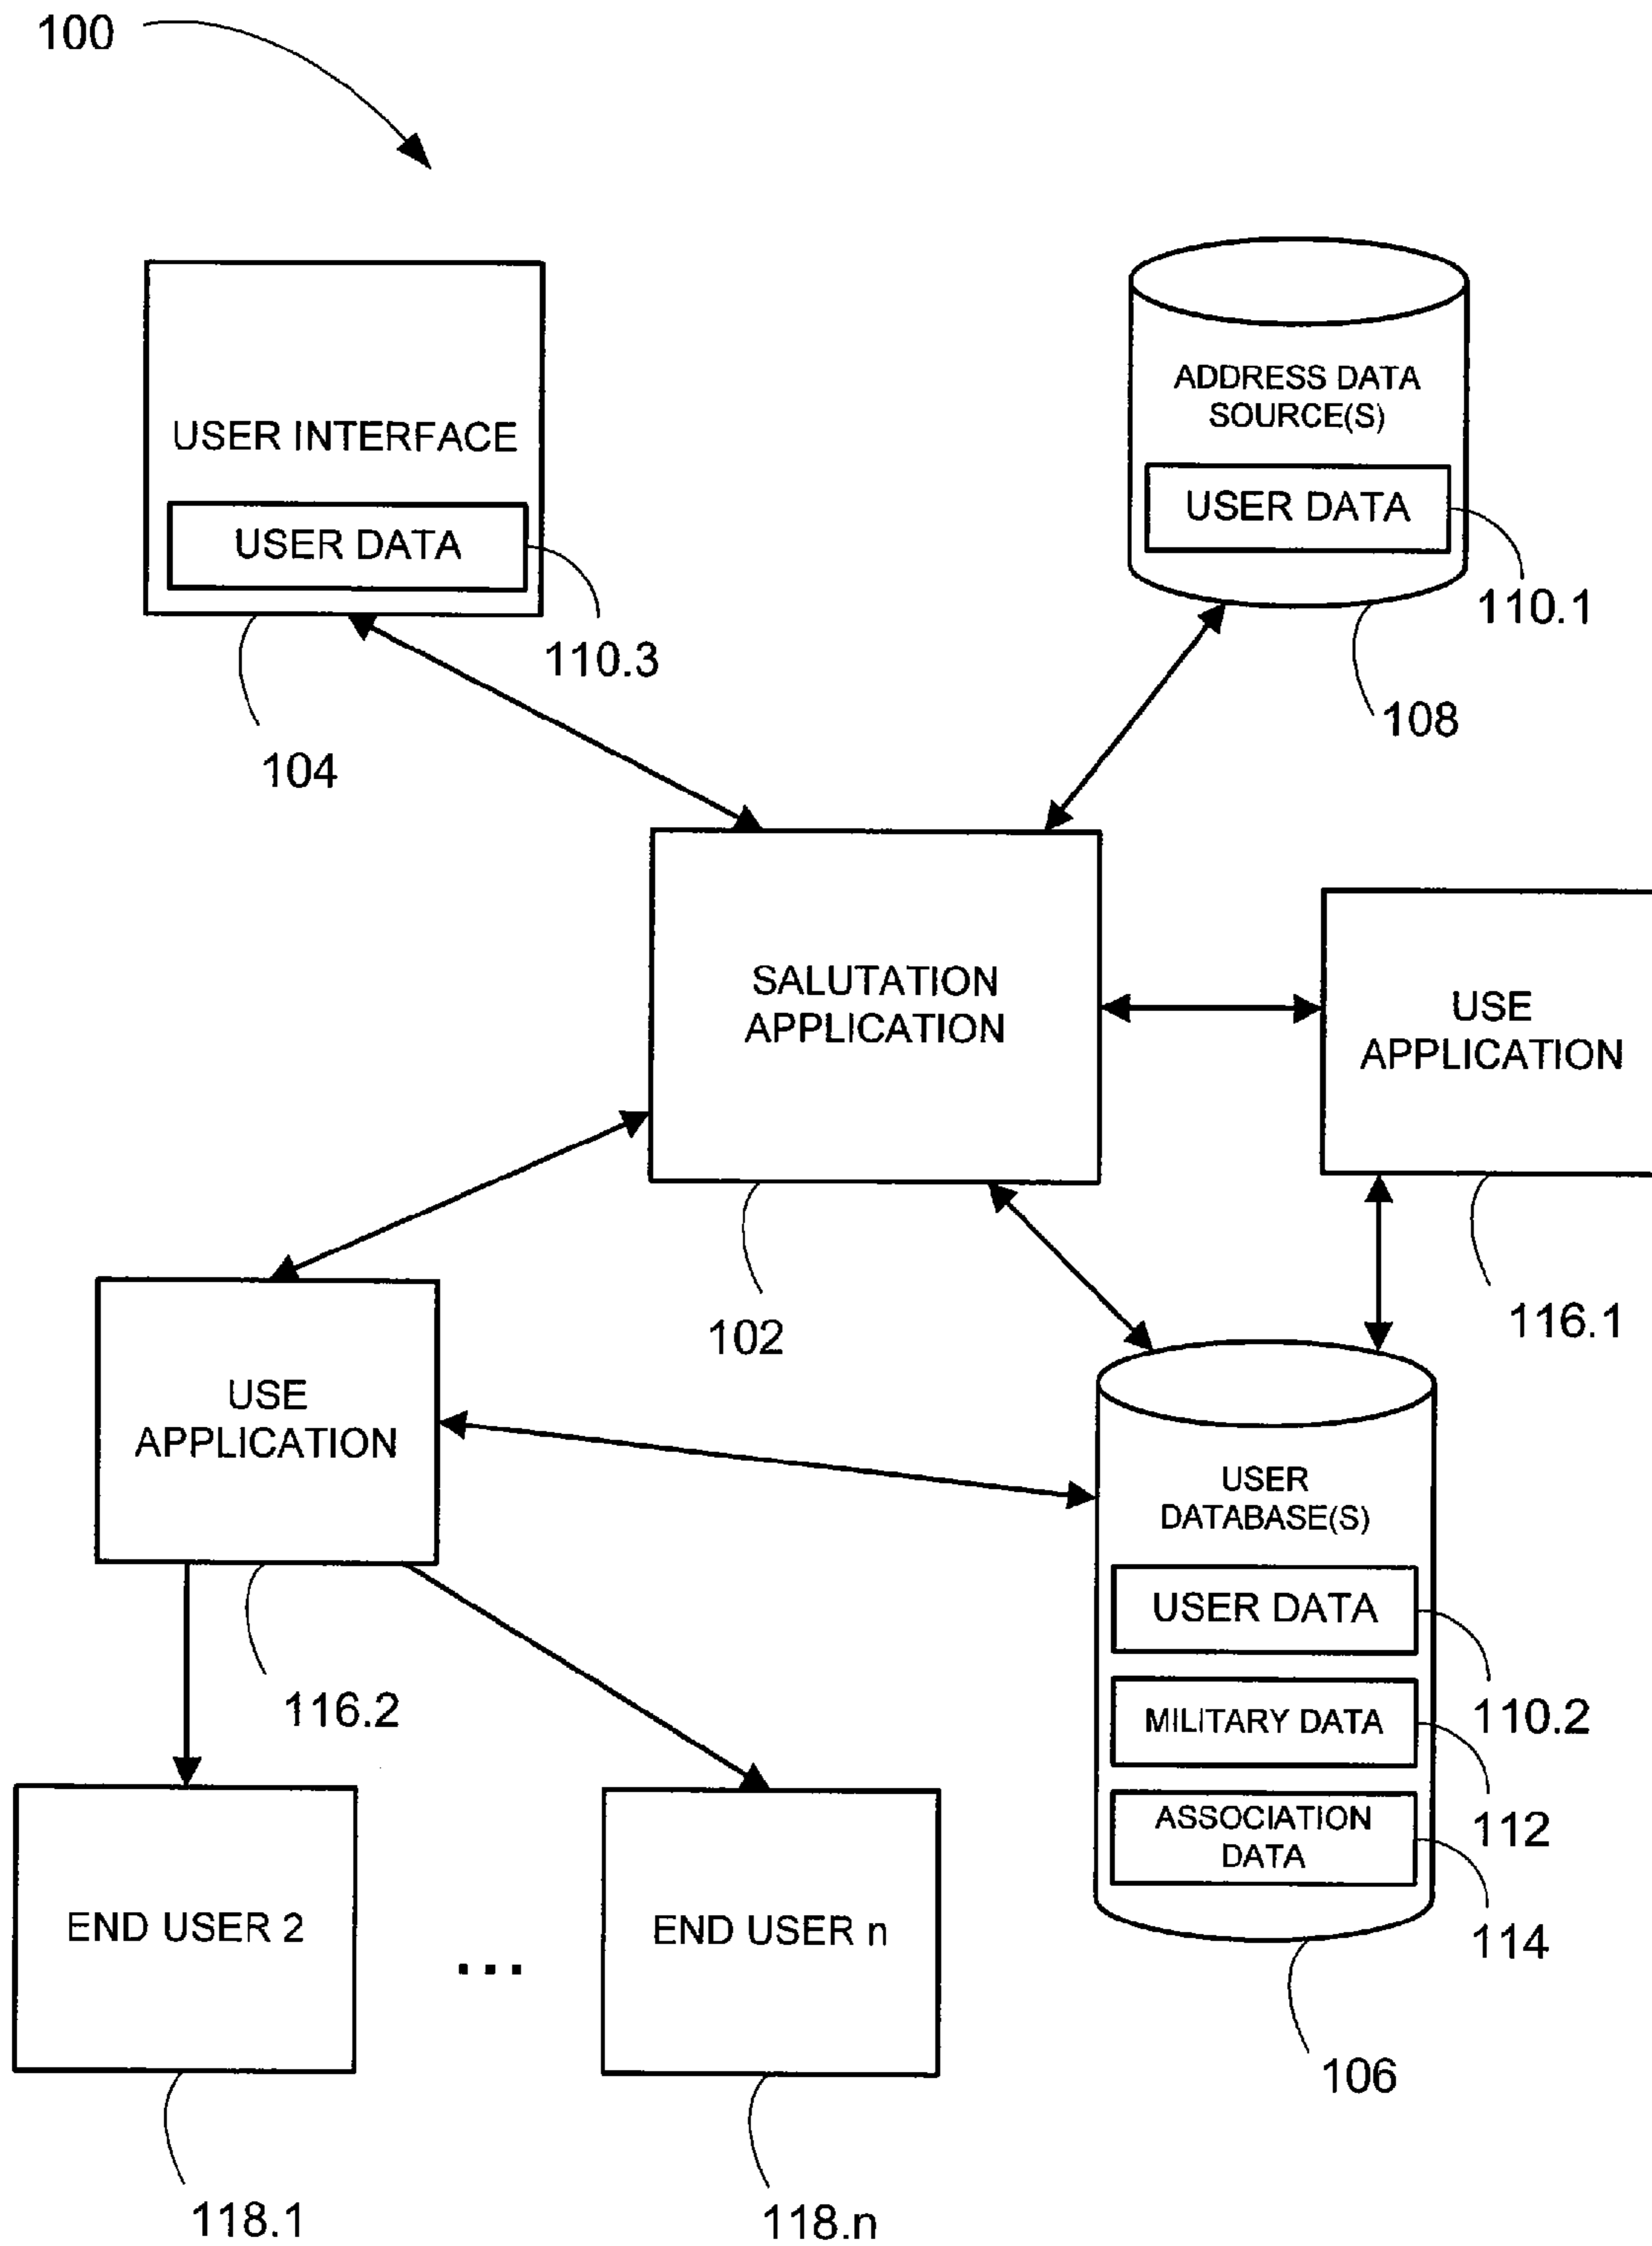 100
USER INTERFACE
USER DATA
110.3
104
ADDRESS DATA
SOURCE(S)
USER DATA
110.1
108
SALUTATION
APPLICATION
102
USE
APPLICATION
116.1
USE
APPLICATION
116.2
USER
DATABASE(S)
USER DATA
110.2
MILITARY DATA
112
ASSOCIATION
DATA
114
106
END USER 2
118.1
...
END USER n
118.n